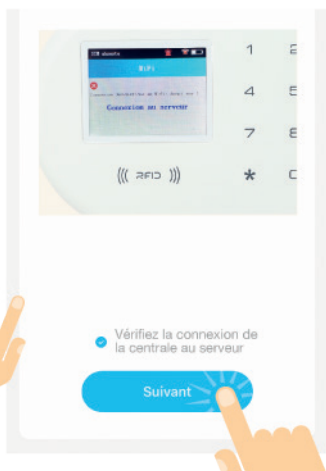 WiFi
Connexion au serveur
1
4
7
*
((( RFID )))
Vérifiez la connexion de
la centrale au serveur
Suivant